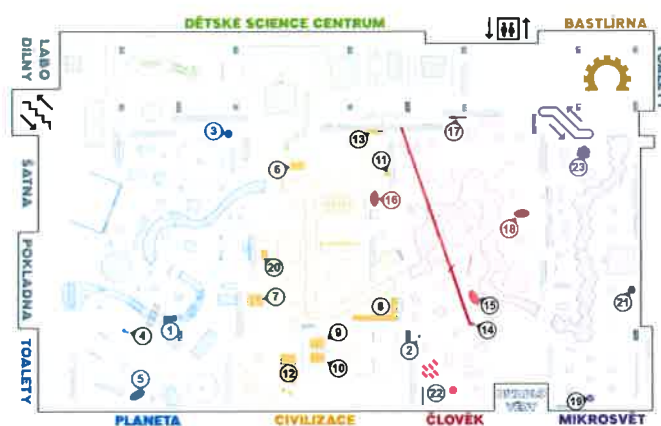 DĚTSKÉ SCIENCE CENTRUM
BASTLÍRNA
LABO
DÍLNY
ŠATNA
POKLADNA
TOALETY
3
13
17
11
6
23
16
18
20
7
8
15
21
4
1
14
9
2
12
10
5
22
19
PLANETA
CIVILIZACE
ČLOVĚK
MIKROSVĚT